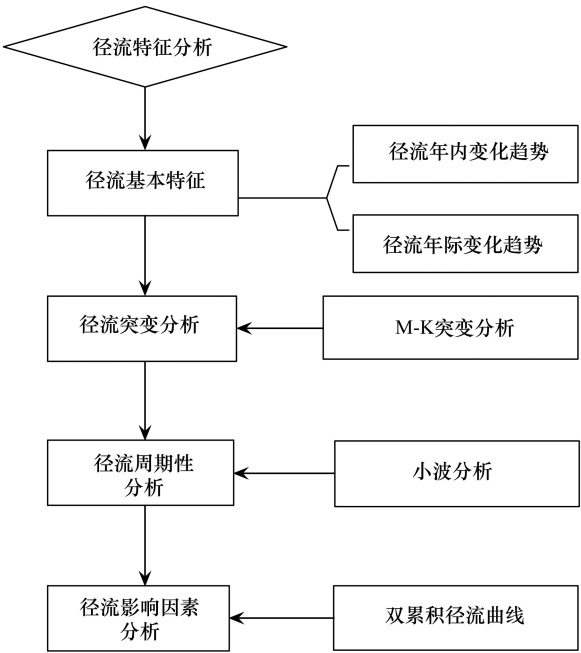 径流特征分析
径流年内变化趋势
径流基本特征
径流年际变化趋势
径流突变分析
M-K突变分析
径流周期性
分析
小波分析
径流影响因素
分析
双累积径流曲线